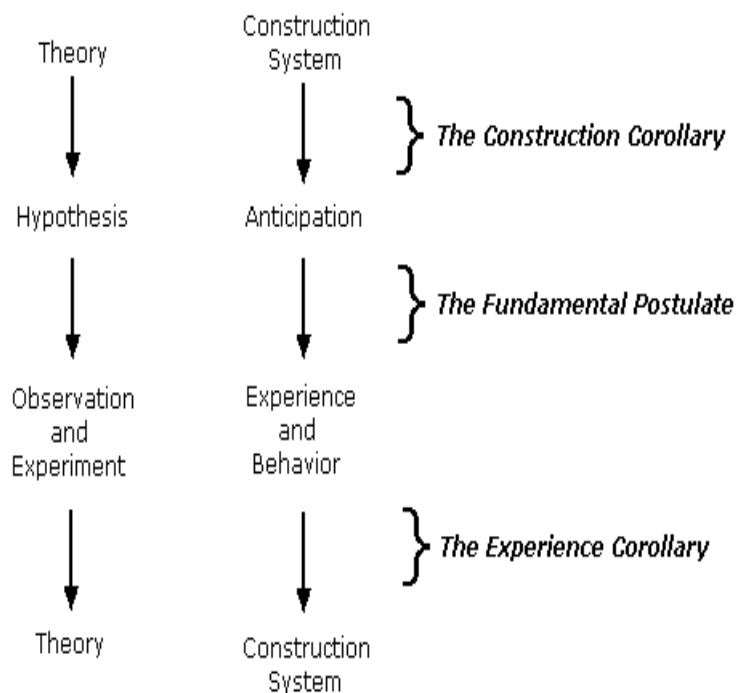 Theory
Construction
System
The Construction Corollary
Hypothesis
Anticipation
The Fundamental Postulate
Observation
and
Experiment
Experience
and
Behavior
The Experience Corollary
Theory
Construction
System